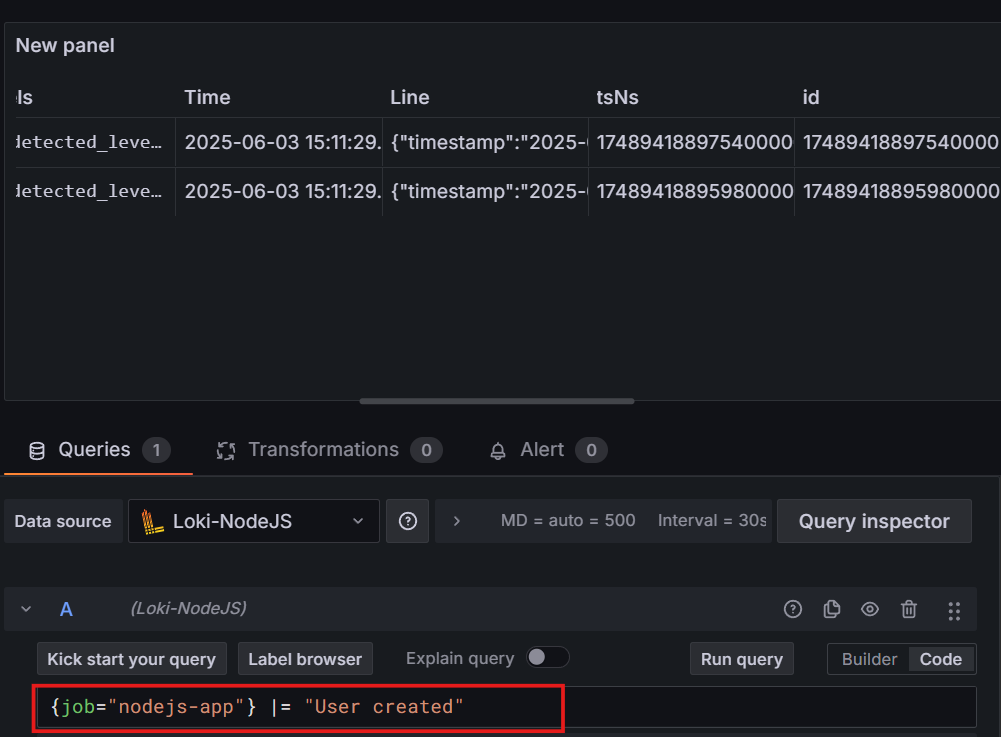 New panel
ls Time Line tsNs id
detected_leve… 2025-06-03 15:11:29. {"timestamp":"2025- 17489418897540000 17489418897540000
detected_leve… 2025-06-03 15:11:29. {"timestamp":"2025- 17489418895980000 17489418895980000
Queries 1 Transformations 0 Alert 0
Data source Loki-NodeJS MD = auto = 500 Interval = 30s Query inspector
A (Loki-NodeJS)
Kick start your query Label browser Explain query Run query Builder Code
{job="nodejs-app"} |= "User created"